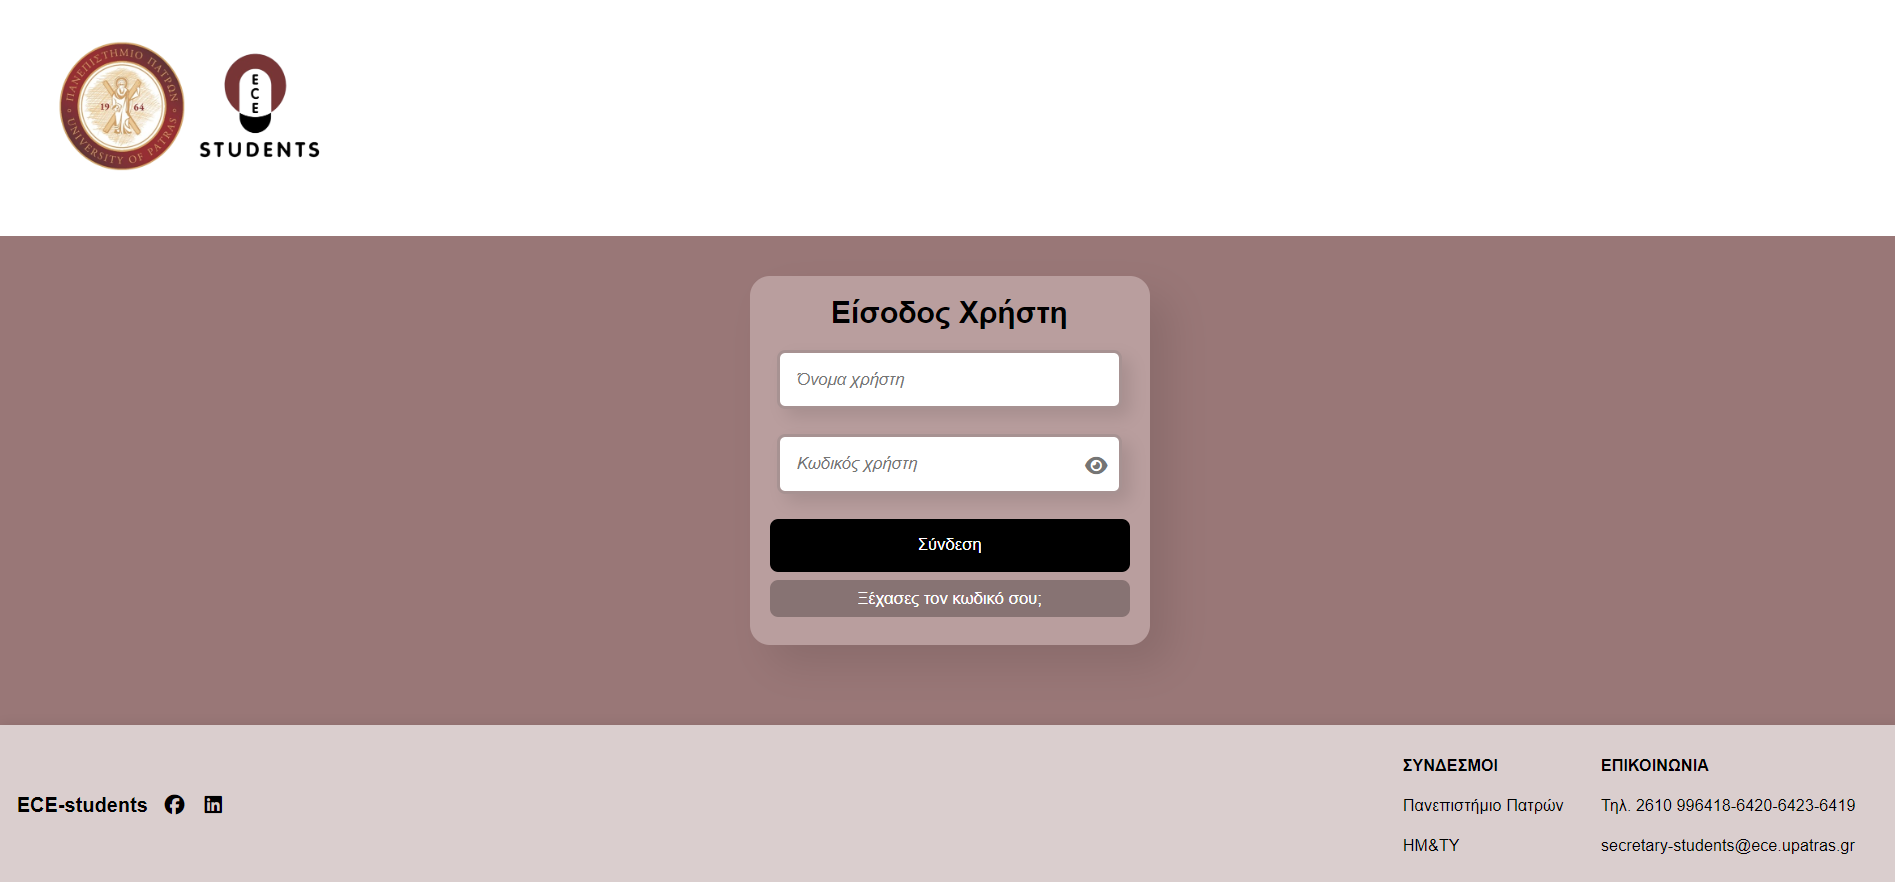 ΠΑΝΕΠΙΣΤΗΜΙΟ ΠΑΤΡΩΝ
19 64
UNIVERSITY OF PATRAS
ECE
STUDENTS
Είσοδος Χρήστη
Όνομα χρήστη
Κωδικός χρήστη
Σύνδεση
Ξέχασες τον κωδικό σου;
ECE-students
ΣΥΝΔΕΣΜΟΙ
Πανεπιστήμιο Πατρών
ΗΜ&ΤΥ
ΕΠΙΚΟΙΝΩΝΙΑ
Τηλ. 2610 996418-6420-6423-6419
secretary-students@ece.upatras.gr